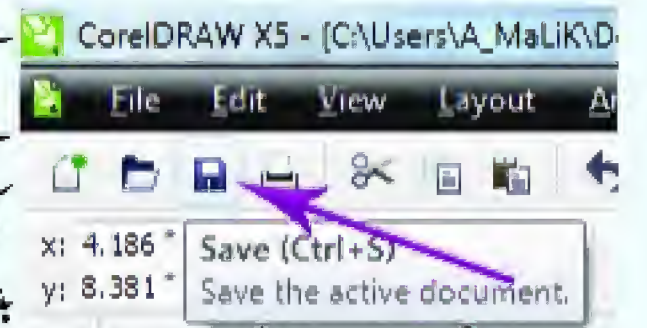 CorelDRAW X5 - [C:\Users\A_MaLiK\D
File Edit View Layout
x: 4.186 "
y: 8.381 "
Save (Ctrl+S)
Save the active document.